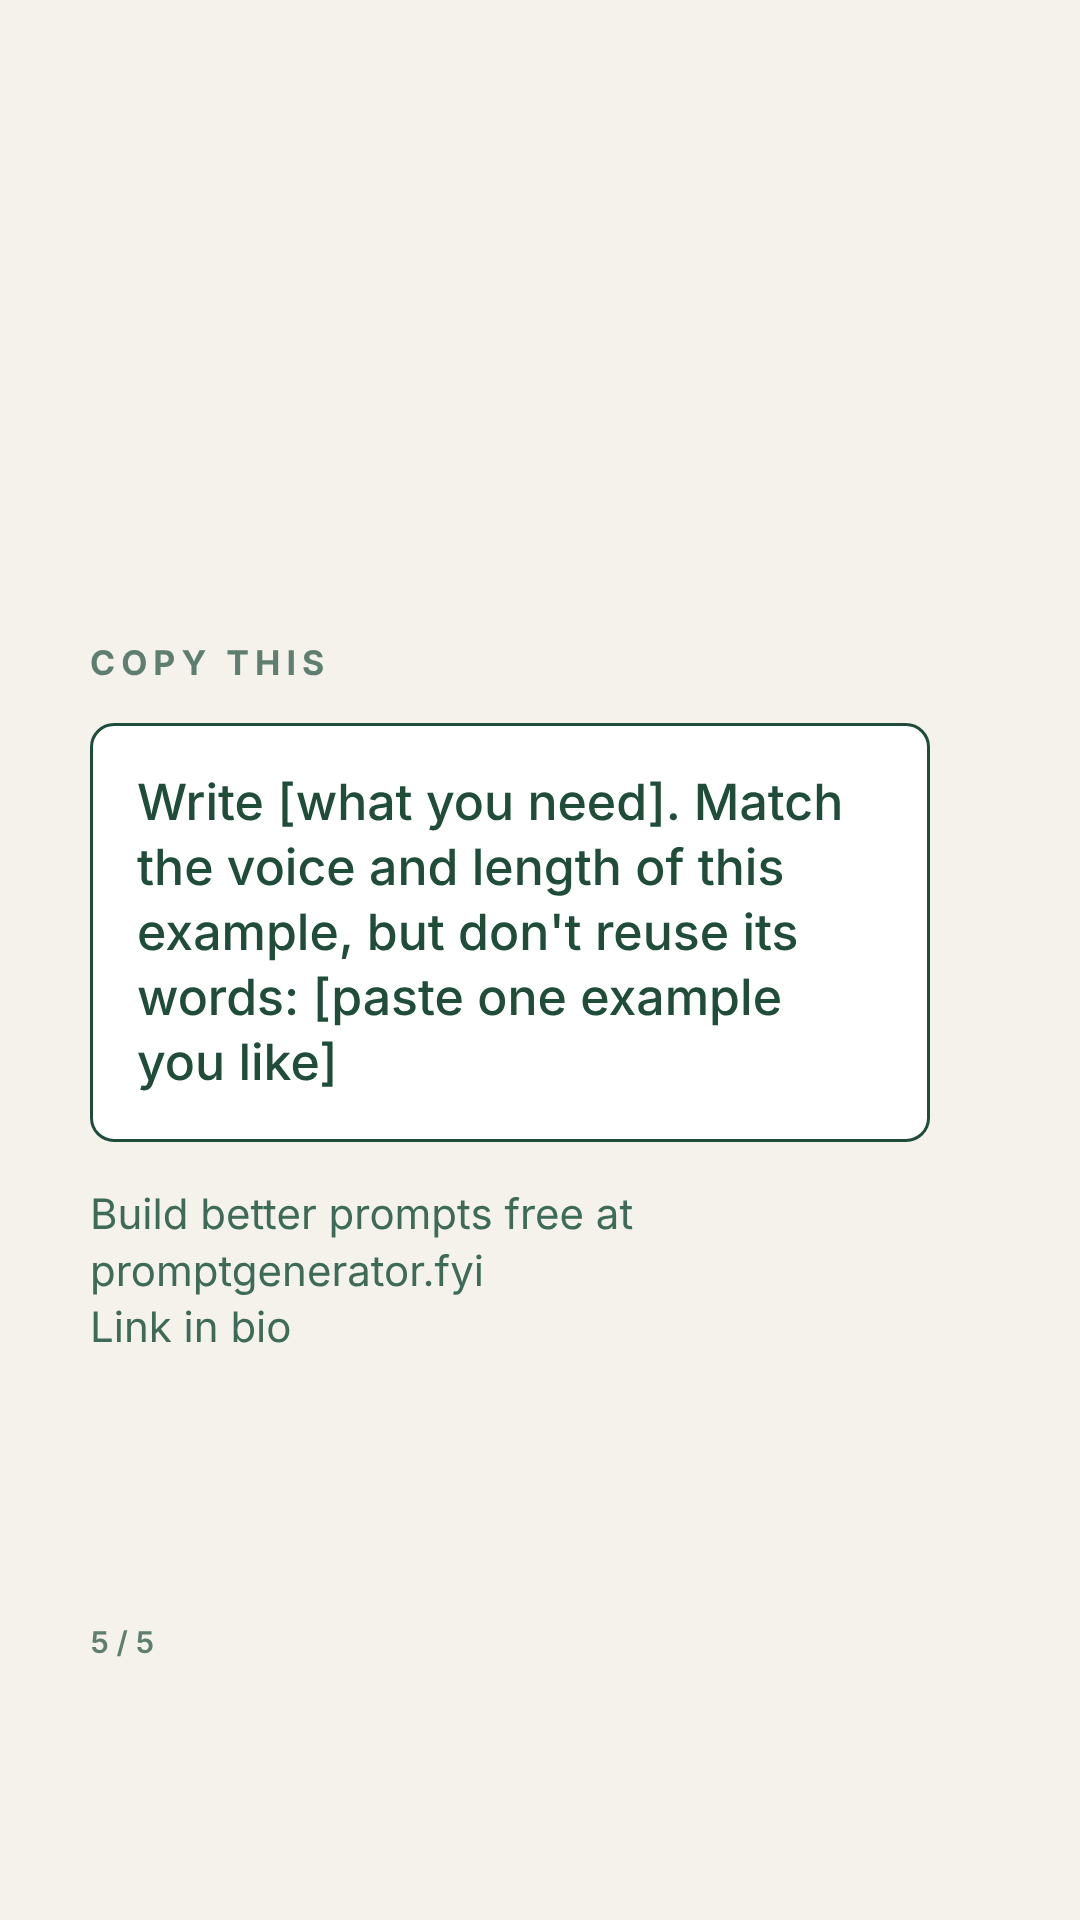 COPY THIS
Write [what you need]. Match
the voice and length of this
example, but don't reuse its
words: [paste one example
you like]
Build better prompts free at
promptgenerator.fyi
Link in bio
5 / 5